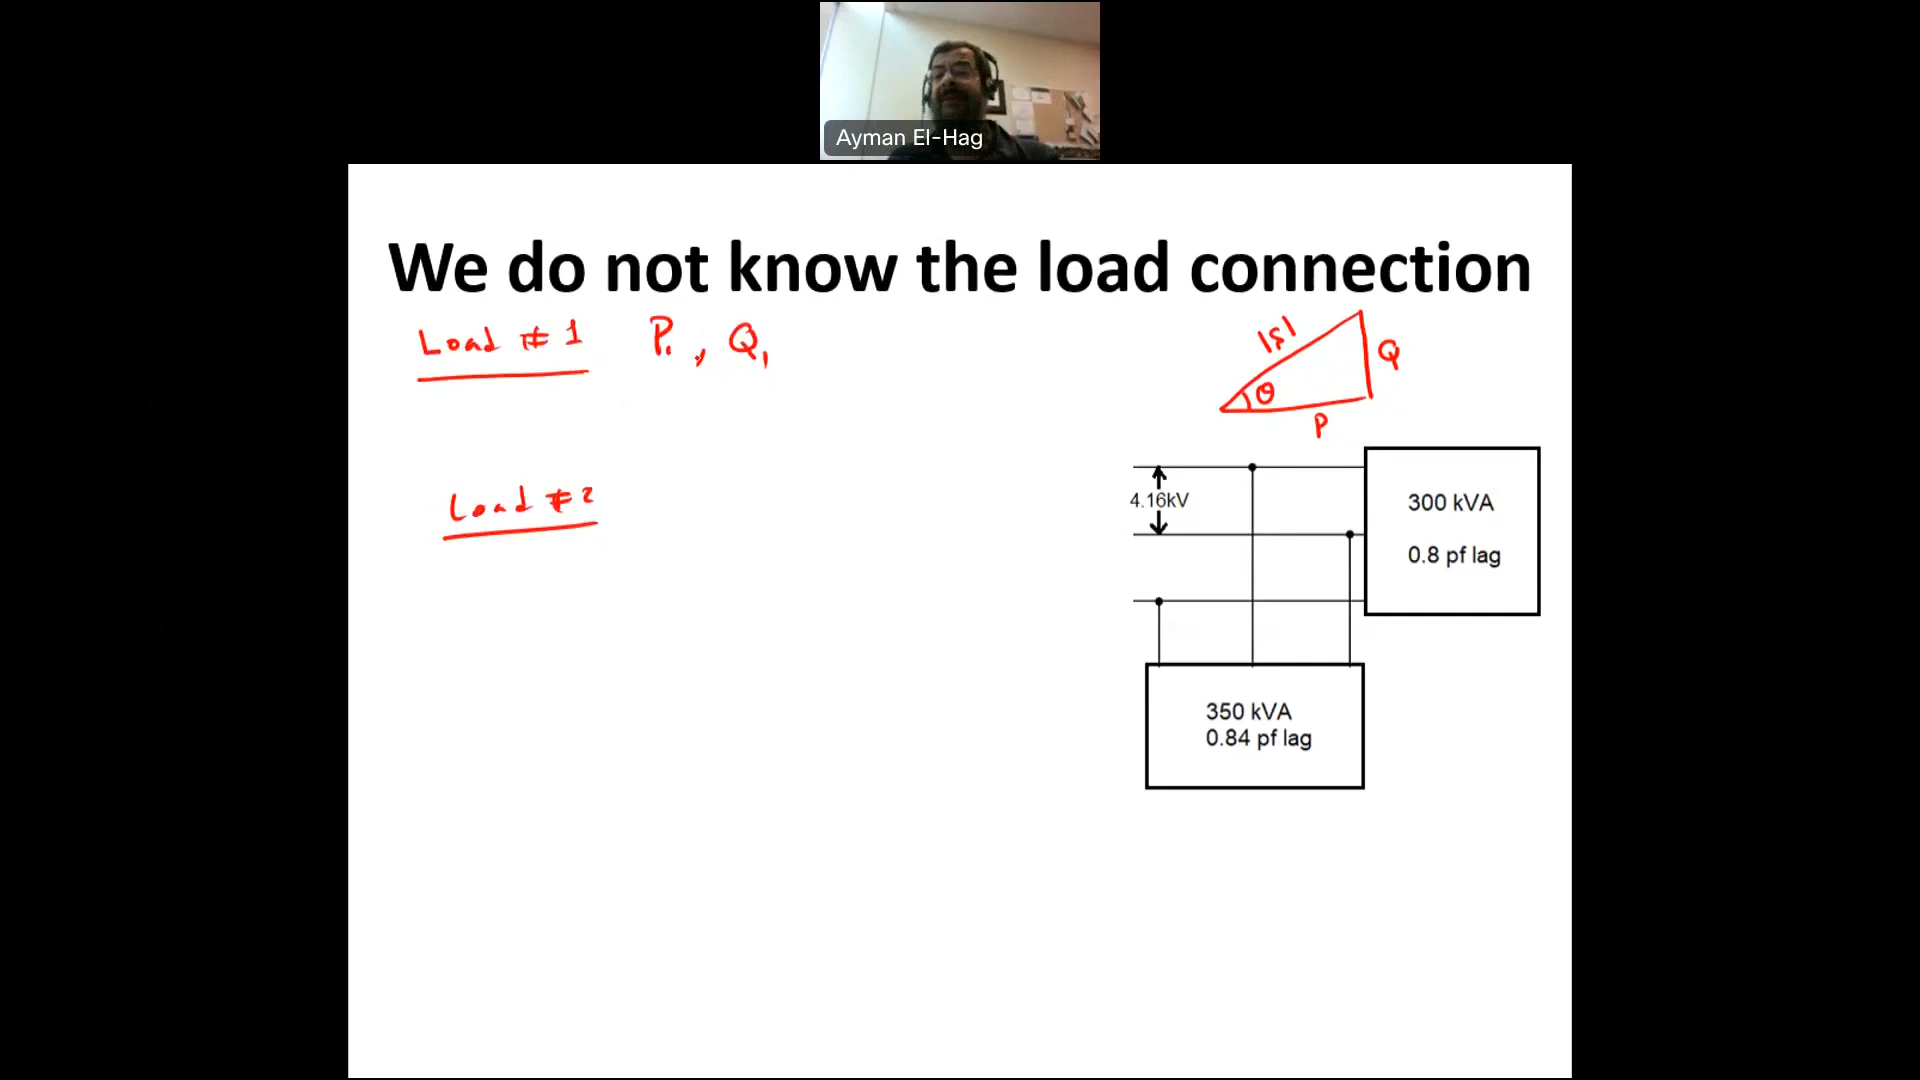 Ayman El-Hag
We do not know the load connection
Load # 1 P1 , Q1
|S|
Q
θ
P
Load # 2
4.16kV
300 kVA
0.8 pf lag
350 kVA
0.84 pf lag